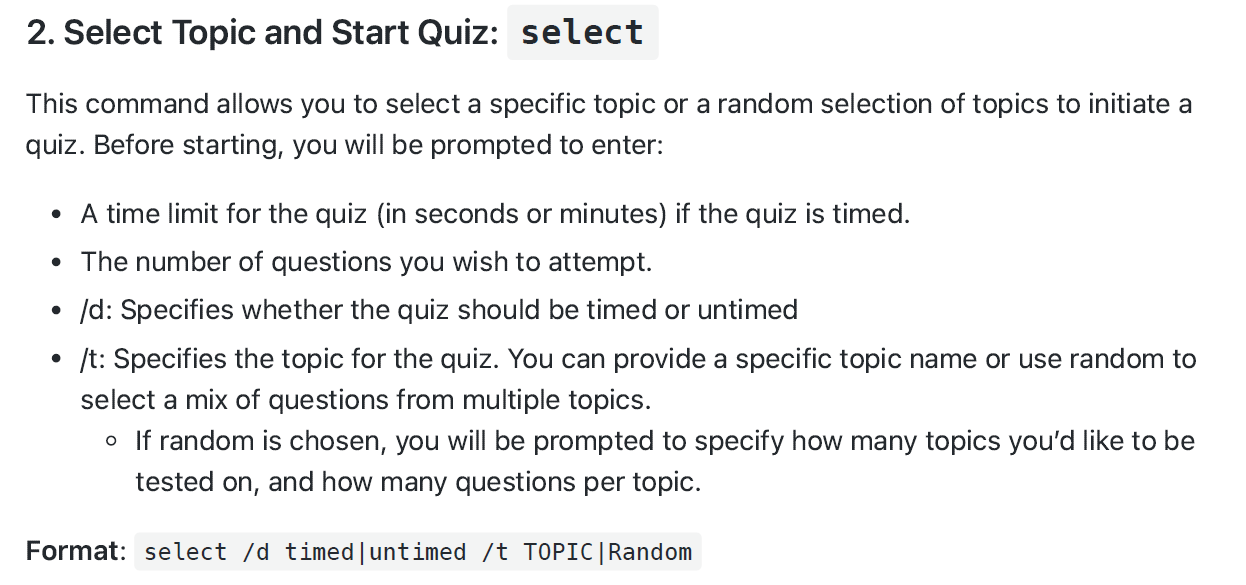 2. Select Topic and Start Quiz: select
This command allows you to select a specific topic or a random selection of topics to initiate a
quiz. Before starting, you will be prompted to enter:
• A time limit for the quiz (in seconds or minutes) if the quiz is timed.
• The number of questions you wish to attempt.
• /d: Specifies whether the quiz should be timed or untimed
• /t: Specifies the topic for the quiz. You can provide a specific topic name or use random to
select a mix of questions from multiple topics.
◦ If random is chosen, you will be prompted to specify how many topics you’d like to be
tested on, and how many questions per topic.
Format: select /d timed|untimed /t TOPIC|Random